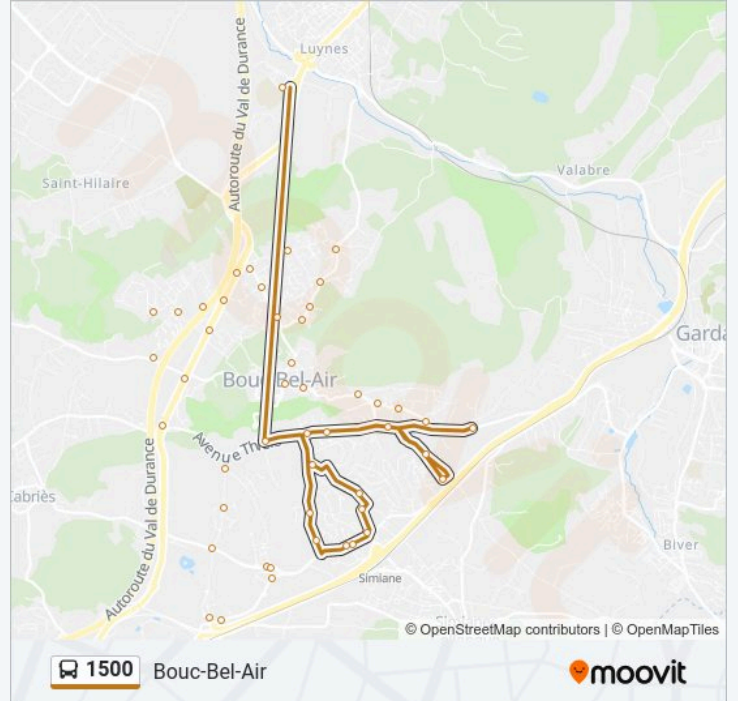 Luynes
Autoroute du Val de Durance
Valabre
Saint-Hilaire
Garda
Bouc-Bel-Air
Avenue Th
Cabriès
Autoroute du Val de Durance
Biver
Simiane
© OpenStreetMap contributors | © OpenMapTiles
1500 Bouc-Bel-Air
moovit